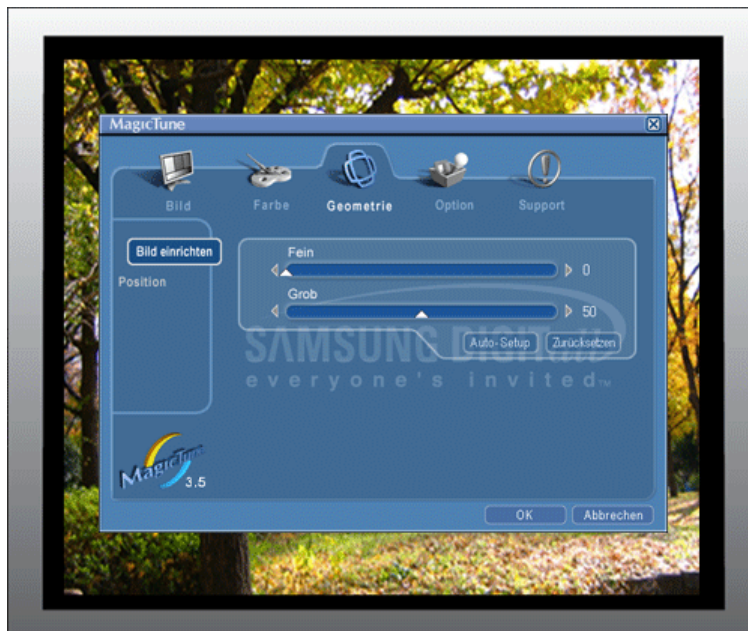 MagicTune
Bild Farbe Geometrie Option Support
Bild einrichten
Position
Fein
0
Grob
50
Auto-Setup Zurücksetzen
SAMSUNG DIGITall
everyone's invited™
MagicTune
3.5
OK Abbrechen